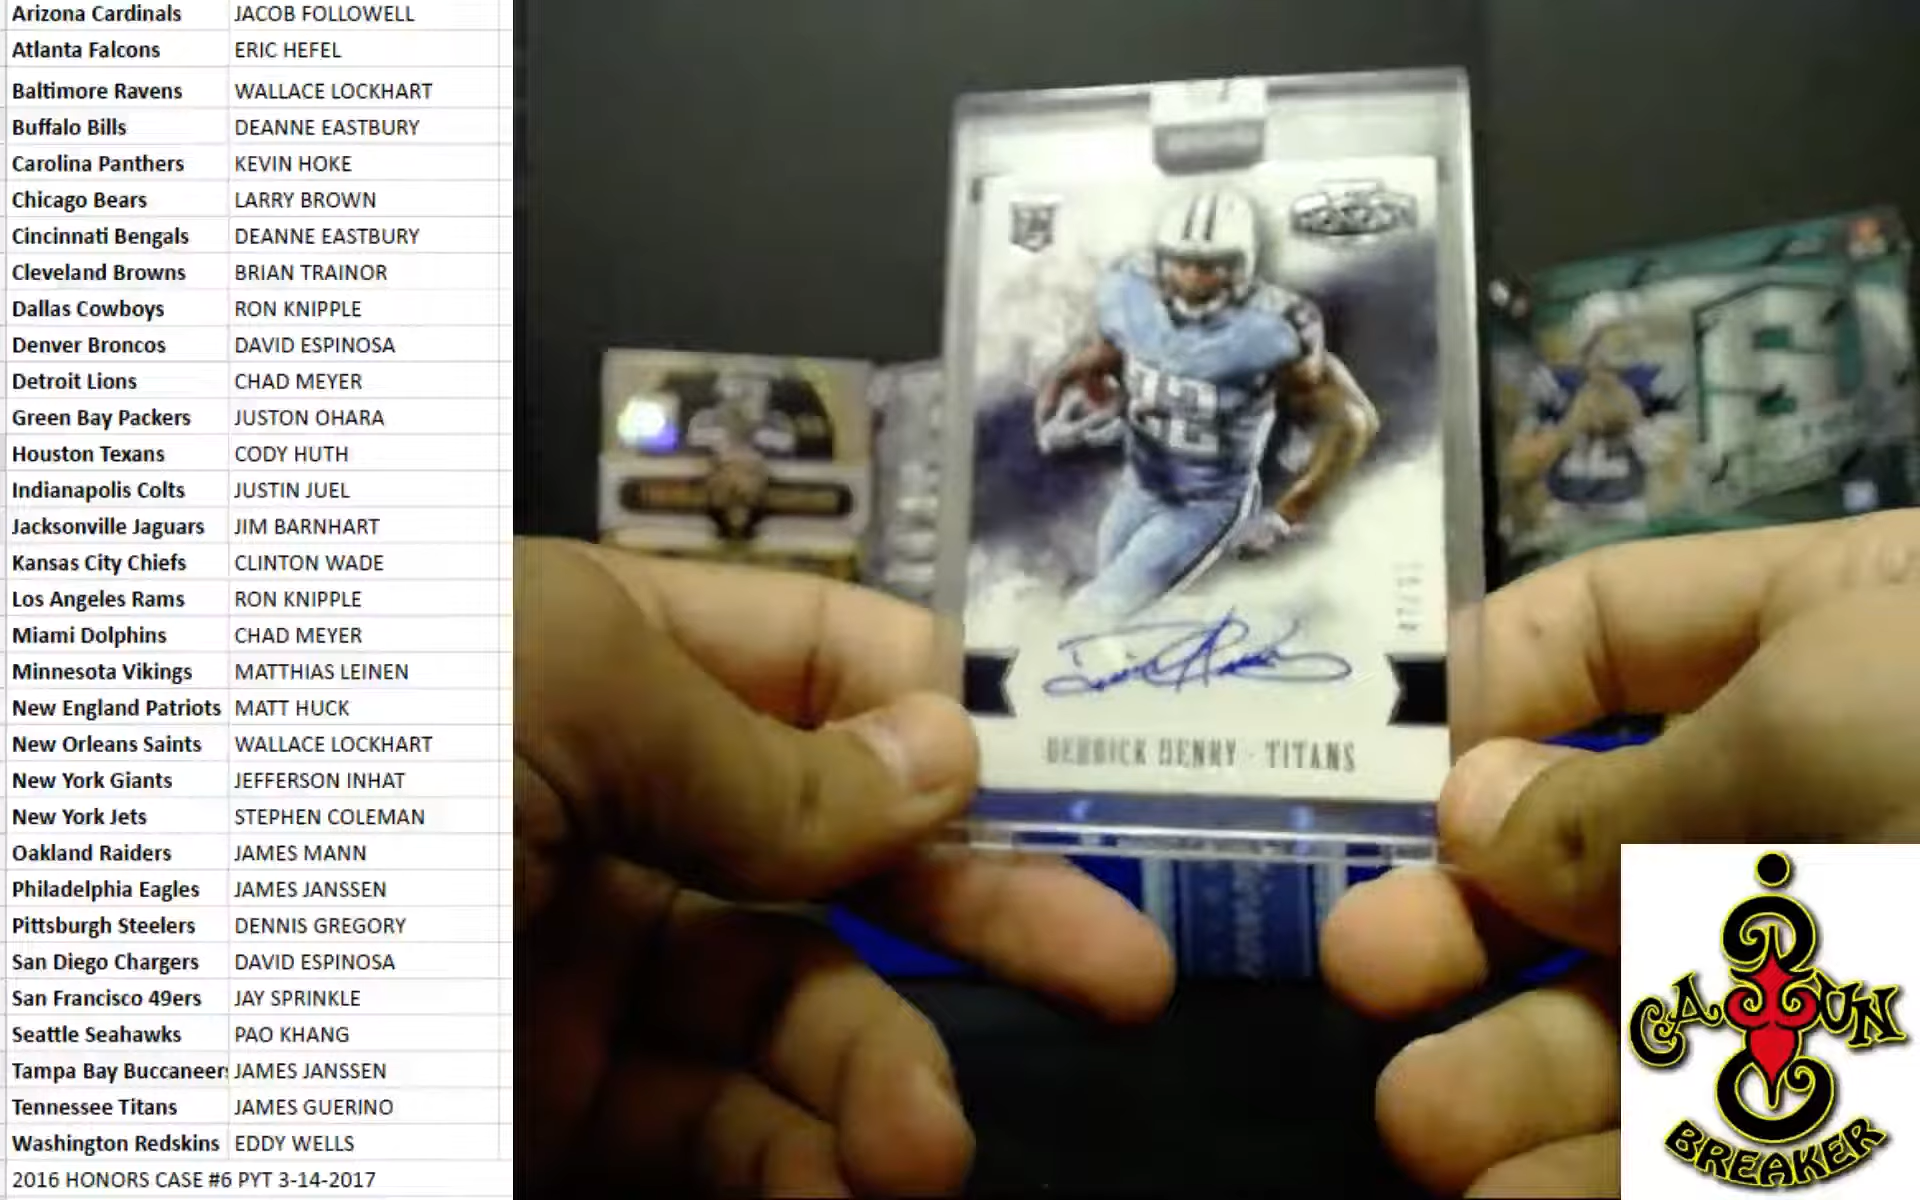 Arizona Cardinals JACOB FOLLOWELL
Atlanta Falcons ERIC HEFEL
Baltimore Ravens WALLACE LOCKHART
Buffalo Bills DEANNE EASTBURY
Carolina Panthers KEVIN HOKE
Chicago Bears LARRY BROWN
Cincinnati Bengals DEANNE EASTBURY
Cleveland Browns BRIAN TRAINOR
Dallas Cowboys RON KNIPPLE
Denver Broncos DAVID ESPINOSA
Detroit Lions CHAD MEYER
Green Bay Packers JUSTON OHARA
Houston Texans CODY HUTH
Indianapolis Colts JUSTIN JUEL
Jacksonville Jaguars JIM BARNHART
Kansas City Chiefs CLINTON WADE
Los Angeles Rams RON KNIPPLE
Miami Dolphins CHAD MEYER
Minnesota Vikings MATTHIAS LEINEN
New England Patriots MATT HUCK
New Orleans Saints WALLACE LOCKHART
New York Giants JEFFERSON INHAT
New York Jets STEPHEN COLEMAN
Oakland Raiders JAMES MANN
Philadelphia Eagles JAMES JANSSEN
Pittsburgh Steelers DENNIS GREGORY
San Diego Chargers DAVID ESPINOSA
San Francisco 49ers JAY SPRINKLE
Seattle Seahawks PAO KHANG
Tampa Bay Buccaneers JAMES JANSSEN
Tennessee Titans JAMES GUERINO
Washington Redskins EDDY WELLS
2016 HONORS CASE #6 PYT 3-14-2017
22
DERRICK HENRY · TITANS
CAJUN
BREAKER